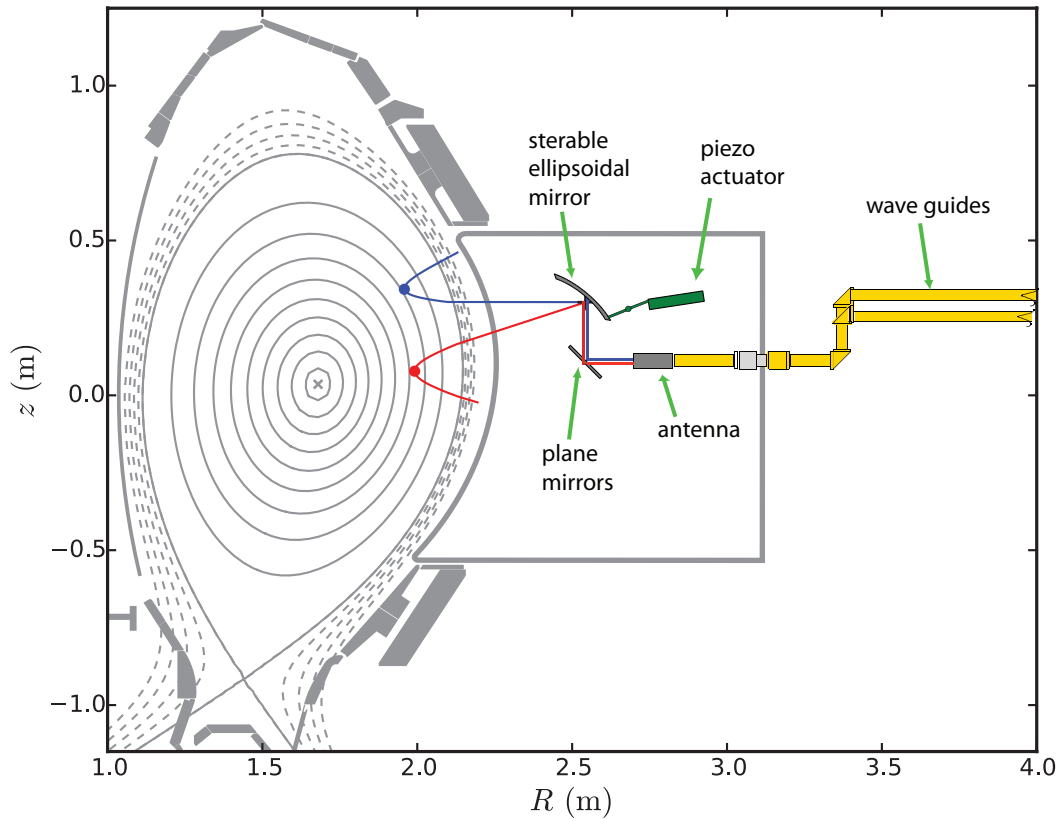 sterable
ellipsoidal
mirror
piezo
actuator
wave guides
antenna
plane
mirrors
1.0
0.5
0.0
−0.5
−1.0
z (m)
1.0 1.5 2.0 2.5 3.0 3.5 4.0
R (m)